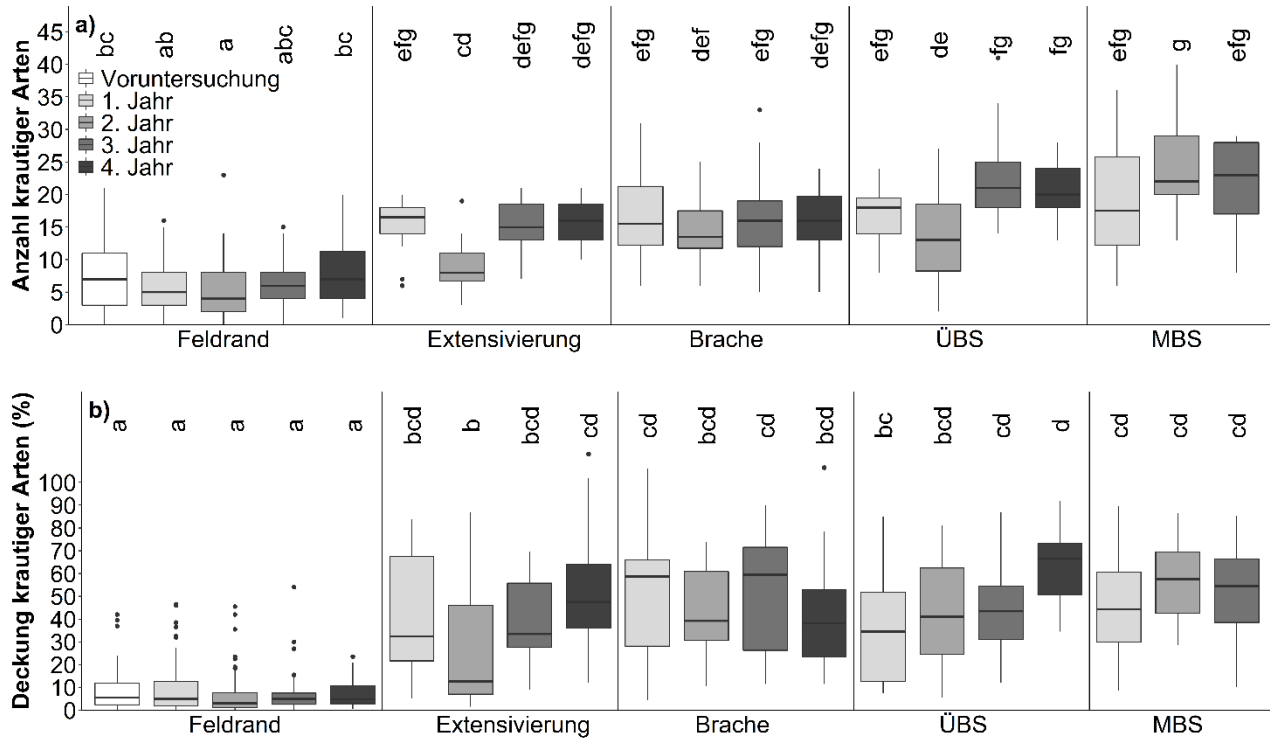 a)
bc ab a abc bc efg cd defg defg efg def efg defg efg de fg fg efg g efg
Voruntersuchung
1. Jahr
2. Jahr
3. Jahr
4. Jahr
Anzahl krautiger Arten
45
40
35
30
25
20
15
10
5
0
Feldrand Extensivierung Brache ÜBS MBS
b)
a a a a a bcd b bcd cd cd bcd cd bcd bc bcd cd d cd cd cd
Deckung krautiger Arten (%)
100
90
80
70
60
50
40
30
20
10
0
Feldrand Extensivierung Brache ÜBS MBS